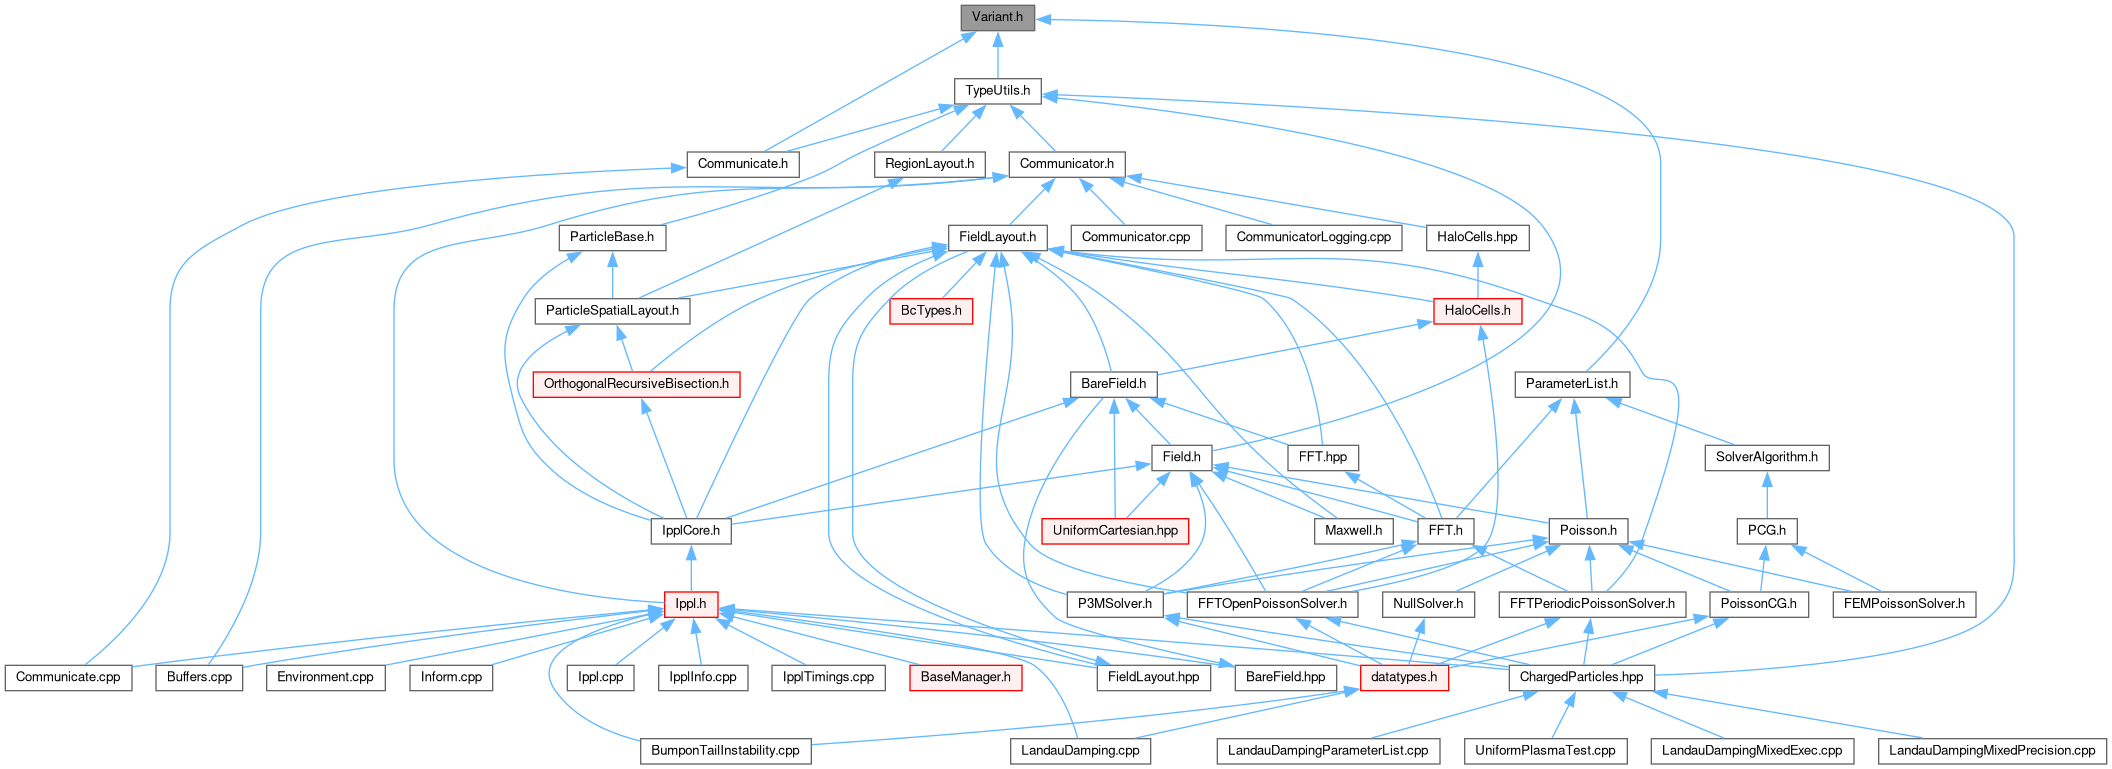 Variant.h
TypeUtils.h
Communicate.h
RegionLayout.h
Communicator.h
ParticleBase.h
FieldLayout.h
Communicator.cpp
CommunicatorLogging.cpp
HaloCells.hpp
ParticleSpatialLayout.h
BcTypes.h
HaloCells.h
OrthogonalRecursiveBisection.h
BareField.h
ParameterList.h
Field.h
FFT.hpp
SolverAlgorithm.h
IpplCore.h
UniformCartesian.hpp
Maxwell.h
FFT.h
Poisson.h
PCG.h
Ippl.h
P3MSolver.h
FFTOpenPoissonSolver.h
NullSolver.h
FFTPeriodicPoissonSolver.h
PoissonCG.h
FEMPoissonSolver.h
Communicate.cpp
Buffers.cpp
Environment.cpp
Inform.cpp
Ippl.cpp
IpplInfo.cpp
IpplTimings.cpp
BaseManager.h
FieldLayout.hpp
BareField.hpp
datatypes.h
ChargedParticles.hpp
BumponTailInstability.cpp
LandauDamping.cpp
LandauDampingParameterList.cpp
UniformPlasmaTest.cpp
LandauDampingMixedExec.cpp
LandauDampingMixedPrecision.cpp